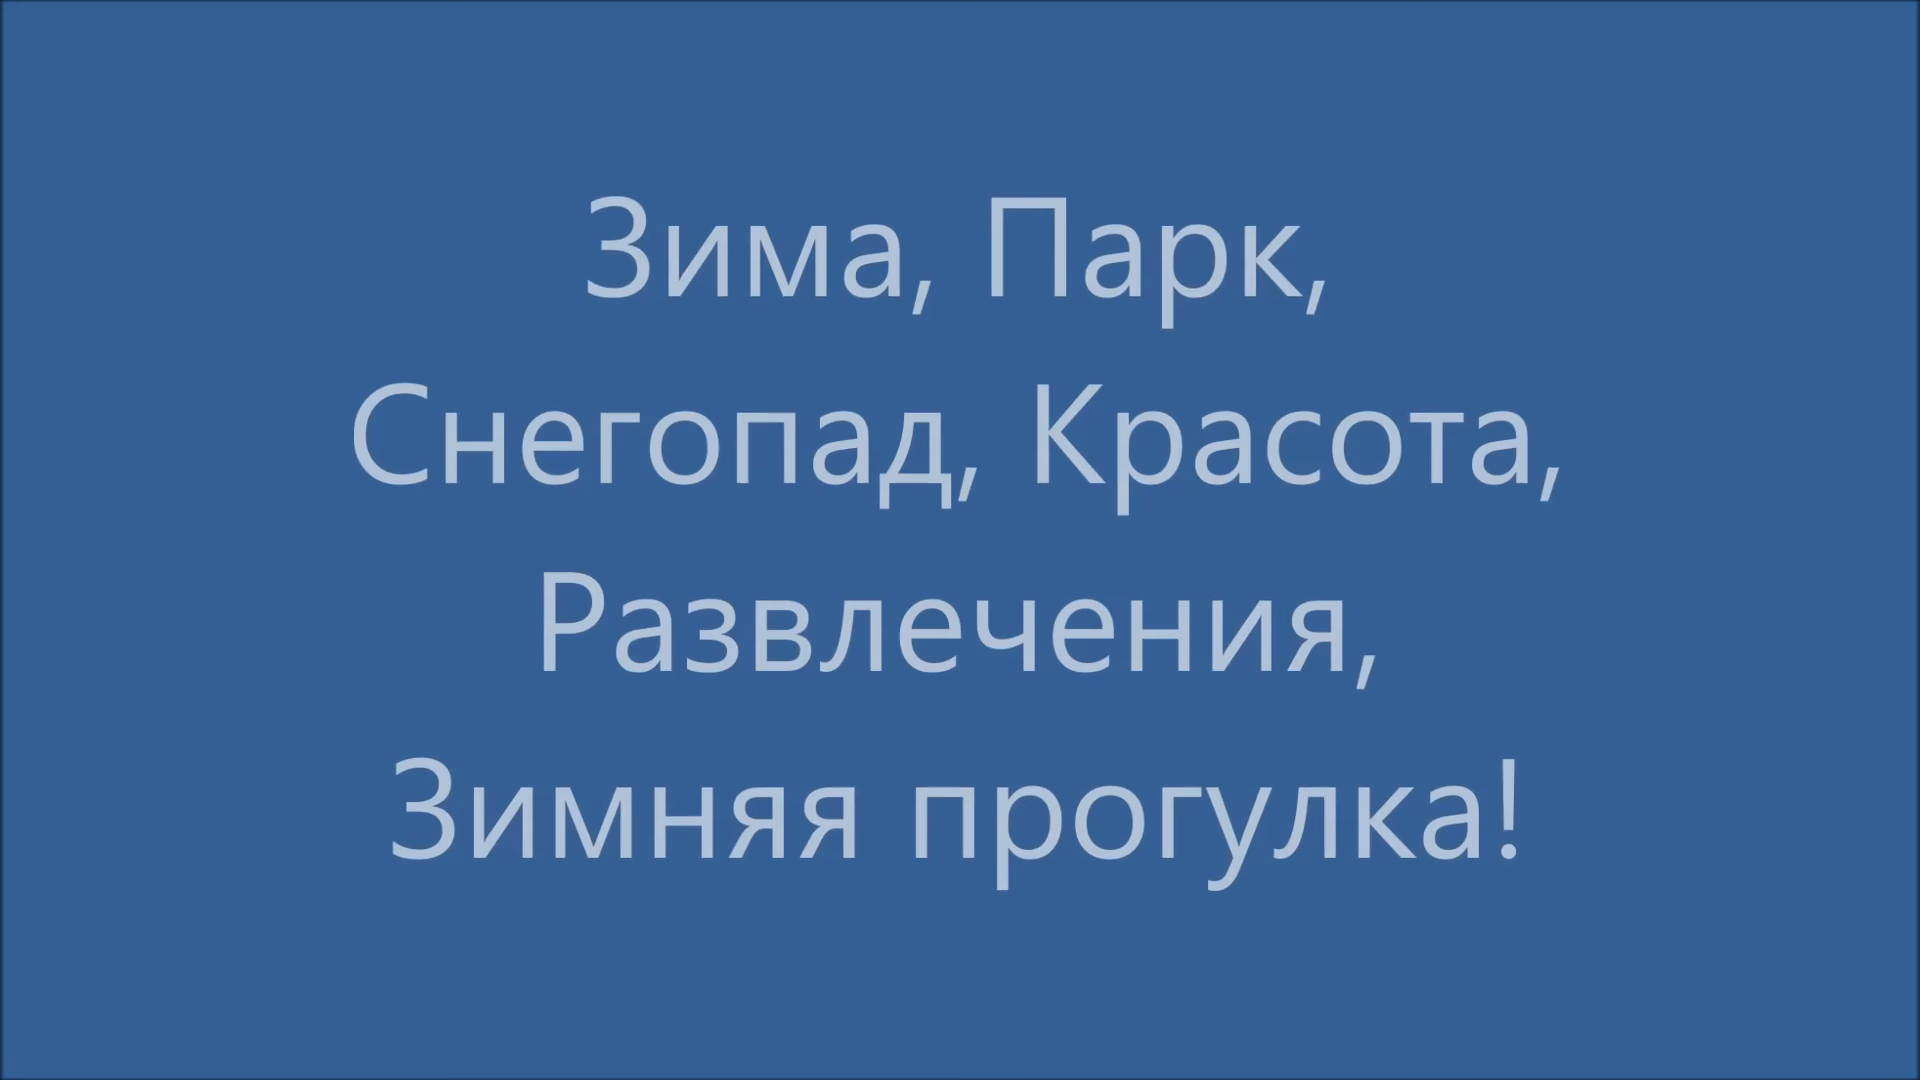 Зима, Парк,
Снегопад, Красота,
Развлечения,
Зимняя прогулка!